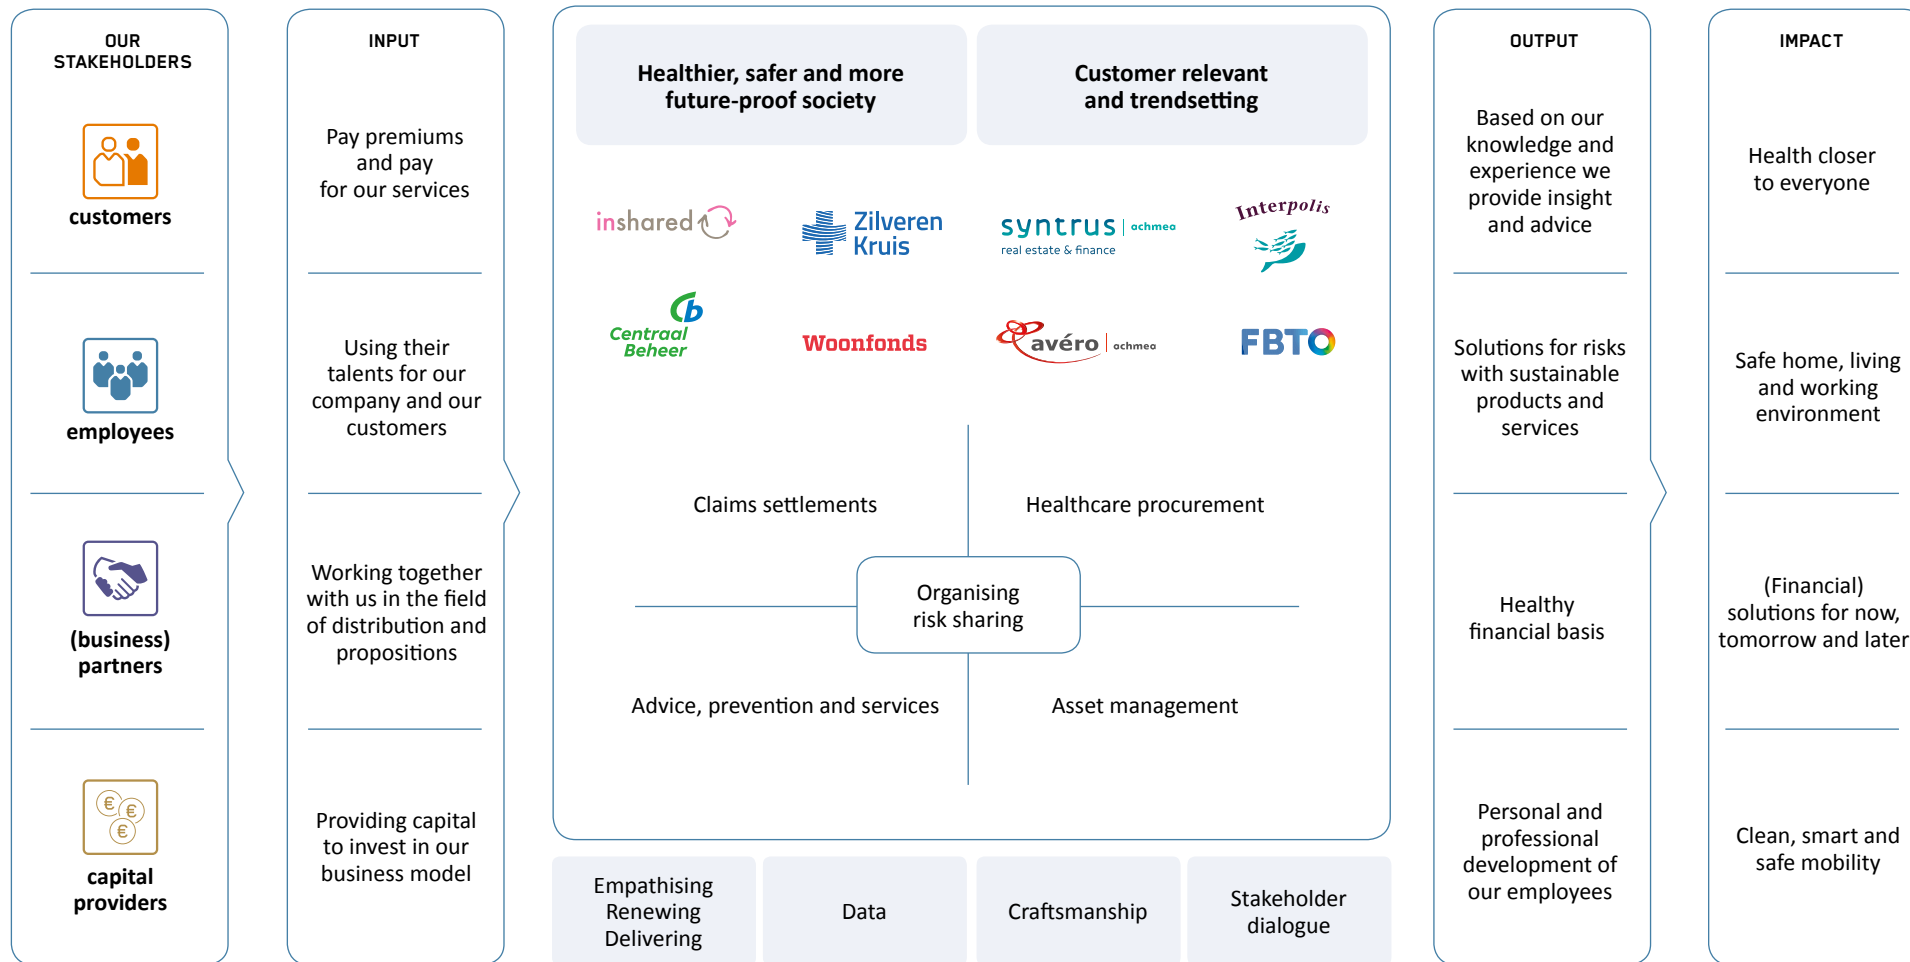 OUR
STAKEHOLDERS
customers
employees
(business)
partners
capital
providers
INPUT
Pay premiums
and pay
for our services
Using their
talents for our
company and our
customers
Working together
with us in the field
of distribution and
propositions
Providing capital
to invest in our
business model
Healthier, safer and more
future-proof society
Customer relevant
and trendsetting
inshared
Zilveren
Kruis
syntrus | achmea
real estate & finance
Interpolis
Cb
Centraal
Beheer
Woonfonds
avéro | achmea
FBTO
Claims settlements
Healthcare procurement
Organising
risk sharing
Advice, prevention and services
Asset management
Empathising
Renewing
Delivering
Data
Craftsmanship
Stakeholder
dialogue
OUTPUT
Based on our
knowledge and
experience we
provide insight
and advice
Solutions for risks
with sustainable
products and
services
Healthy
financial basis
Personal and
professional
development of
our employees
IMPACT
Health closer
to everyone
Safe home, living
and working
environment
(Financial)
solutions for now,
tomorrow and later
Clean, smart and
safe mobility